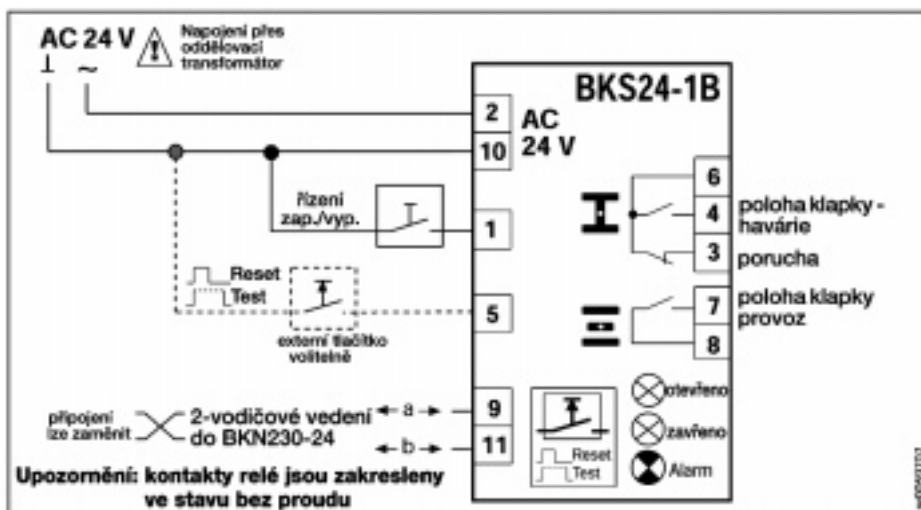 AC 24 V
⊥ ~
Napojení přes
oddělovací
transformátor
BKS24-1B
2
AC
24 V
10
6
4
poloha klapky -
havárie
3
porucha
řízení
zap./vyp.
1
7
poloha klapky
provoz
8
Reset
Test
5
externí tlačítko
volitelně
otevřeno
zavřeno
Alarm
připojení
lze zaměnit
2-vodičové vedení
do BKN230-24
a
b
9
11
Reset
Test
Upozornění: kontakty relé jsou zakresleny
ve stavu bez proudu